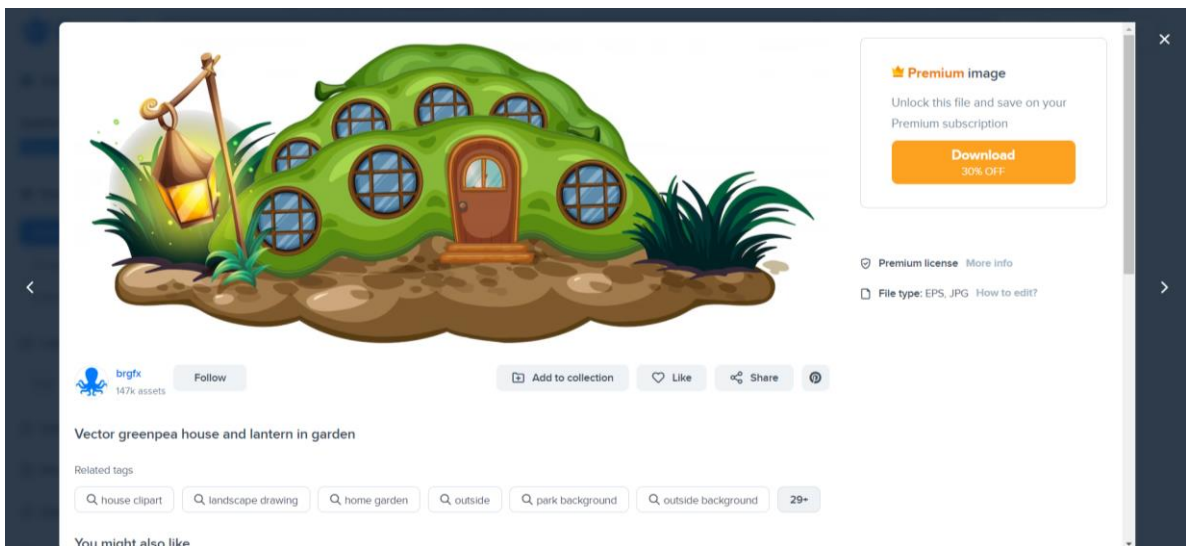 Premium image
Unlock this file and save on your
Premium subscription
Download
30% OFF
Premium license More info
File type: EPS, JPG How to edit?
brgfx
147k assets
Follow
Add to collection
Like
Share
Vector greenpea house and lantern in garden
Related tags
house clipart
landscape drawing
home garden
outside
park background
outside background
29+
You might also like